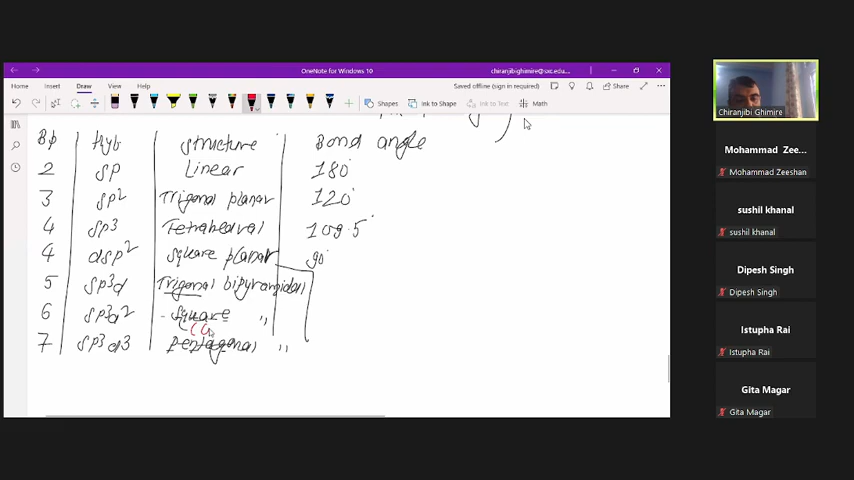 OneNote for Windows 10
chiranjibighimire@sxc.edu...
Home Insert Draw View Help
Saved offline (sign in required) Share
Shapes Ink to Shape Ink to Text Math
Bp Hyb Structure Bond angle
2 sp Linear 180°
3 sp2 Trigonal planar 120°
4 sp3 Tetrahedral 109.5°
4 dsp2 Square planar 90°
5 sp3d Trigonal bipyramidal
6 sp3d2 Square "
7 sp3d3 Pentagonal "
Chiranjibi Ghimire
Mohammad Zee...
Mohammad Zeeshan
sushil khanal
sushil khanal
Dipesh Singh
Dipesh Singh
Istupha Rai
Istupha Rai
Gita Magar
Gita Magar